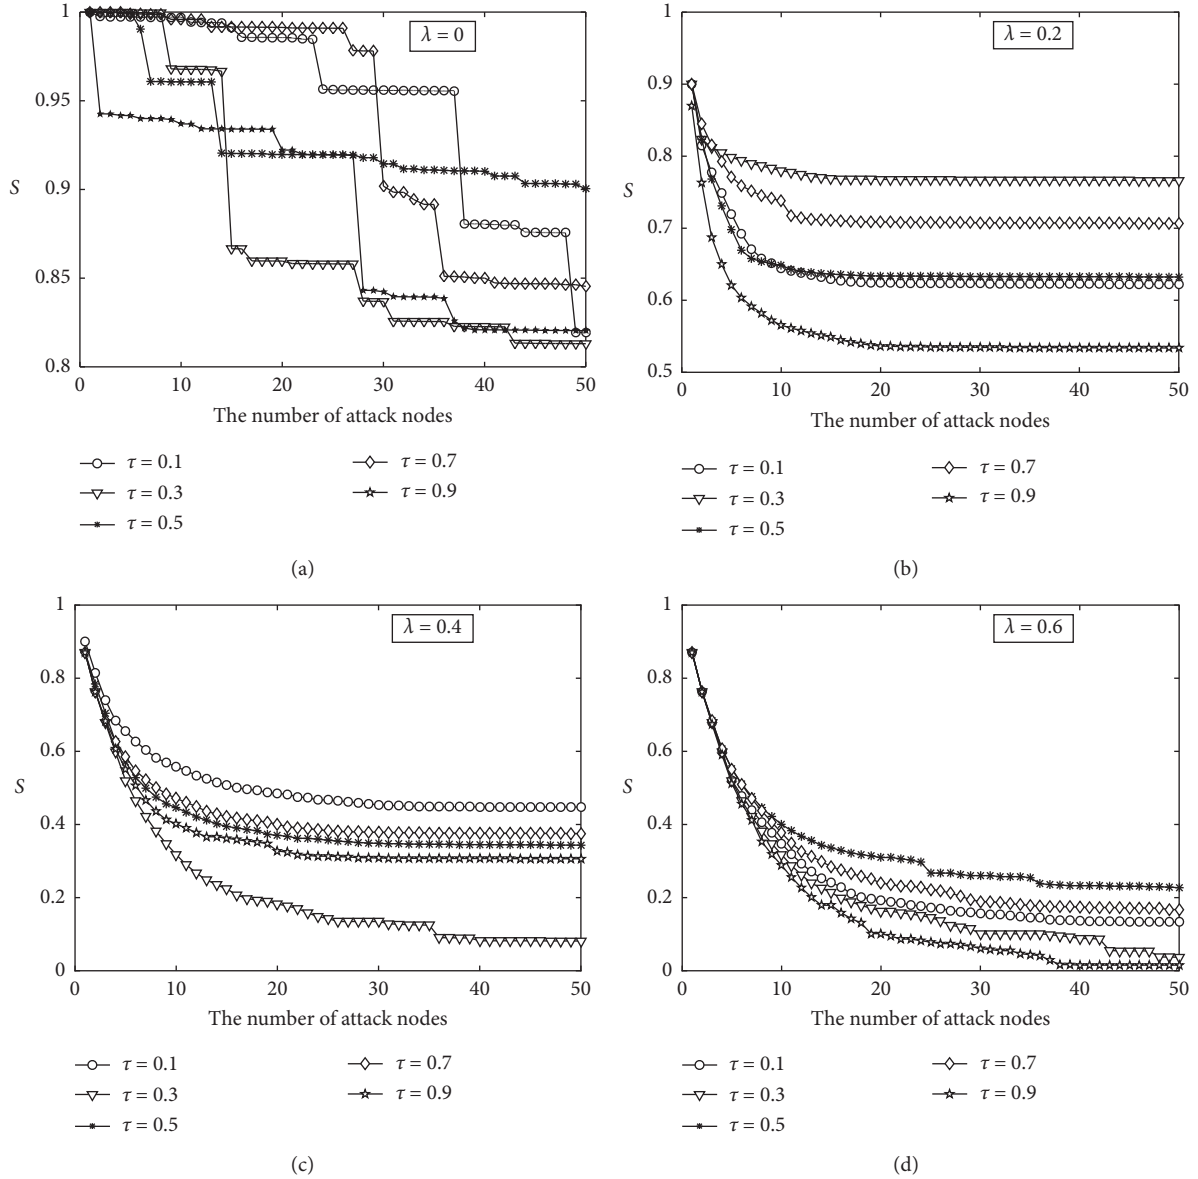 1
λ = 0
0.95
S
0.9
0.85
0.8
0 10 20 30 40 50
The number of attack nodes
τ = 0.1
τ = 0.3
τ = 0.5
τ = 0.7
τ = 0.9
(a)
1
λ = 0.2
0.9
0.8
S
0.7
0.6
0.5
0 10 20 30 40 50
The number of attack nodes
τ = 0.1
τ = 0.3
τ = 0.5
τ = 0.7
τ = 0.9
(b)
1
λ = 0.4
0.8
0.6
S
0.4
0.2
0
0 10 20 30 40 50
The number of attack nodes
τ = 0.1
τ = 0.3
τ = 0.5
τ = 0.7
τ = 0.9
(c)
1
λ = 0.6
0.8
0.6
S
0.4
0.2
0
0 10 20 30 40 50
The number of attack nodes
τ = 0.1
τ = 0.3
τ = 0.5
τ = 0.7
τ = 0.9
(d)